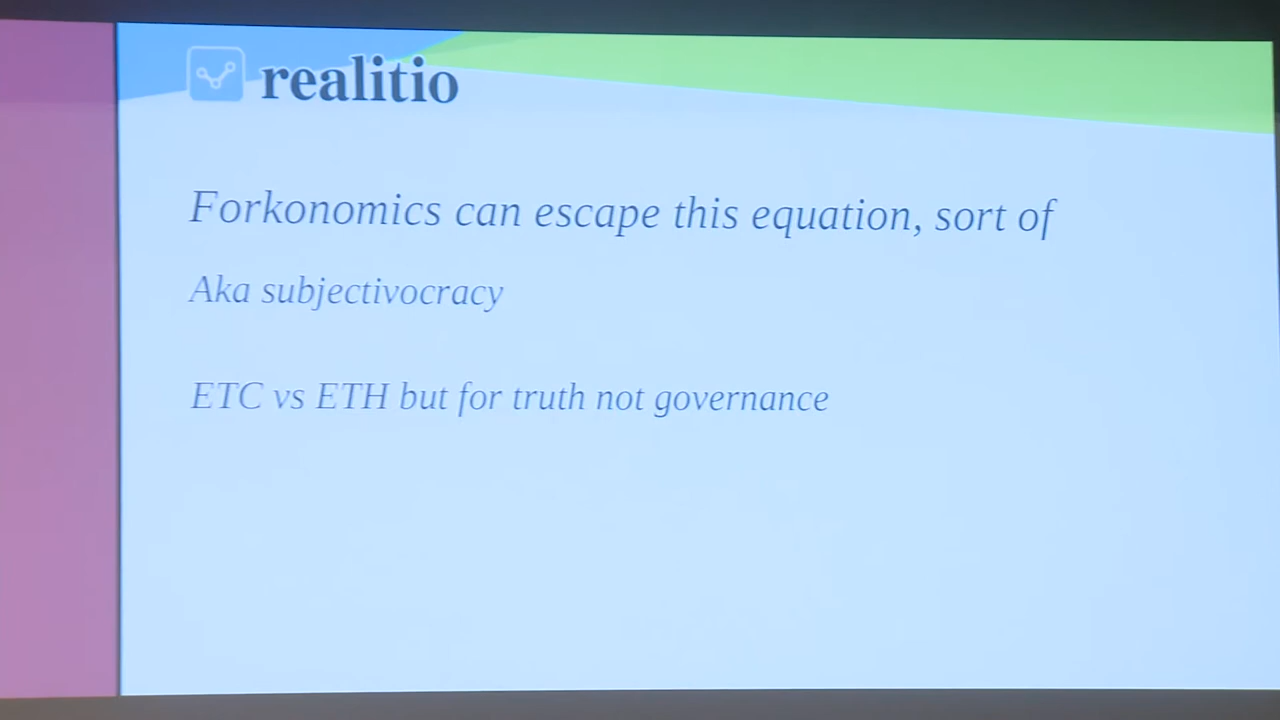 realitio
Forkonomics can escape this equation, sort of
Aka subjectivocracy
ETC vs ETH but for truth not governance